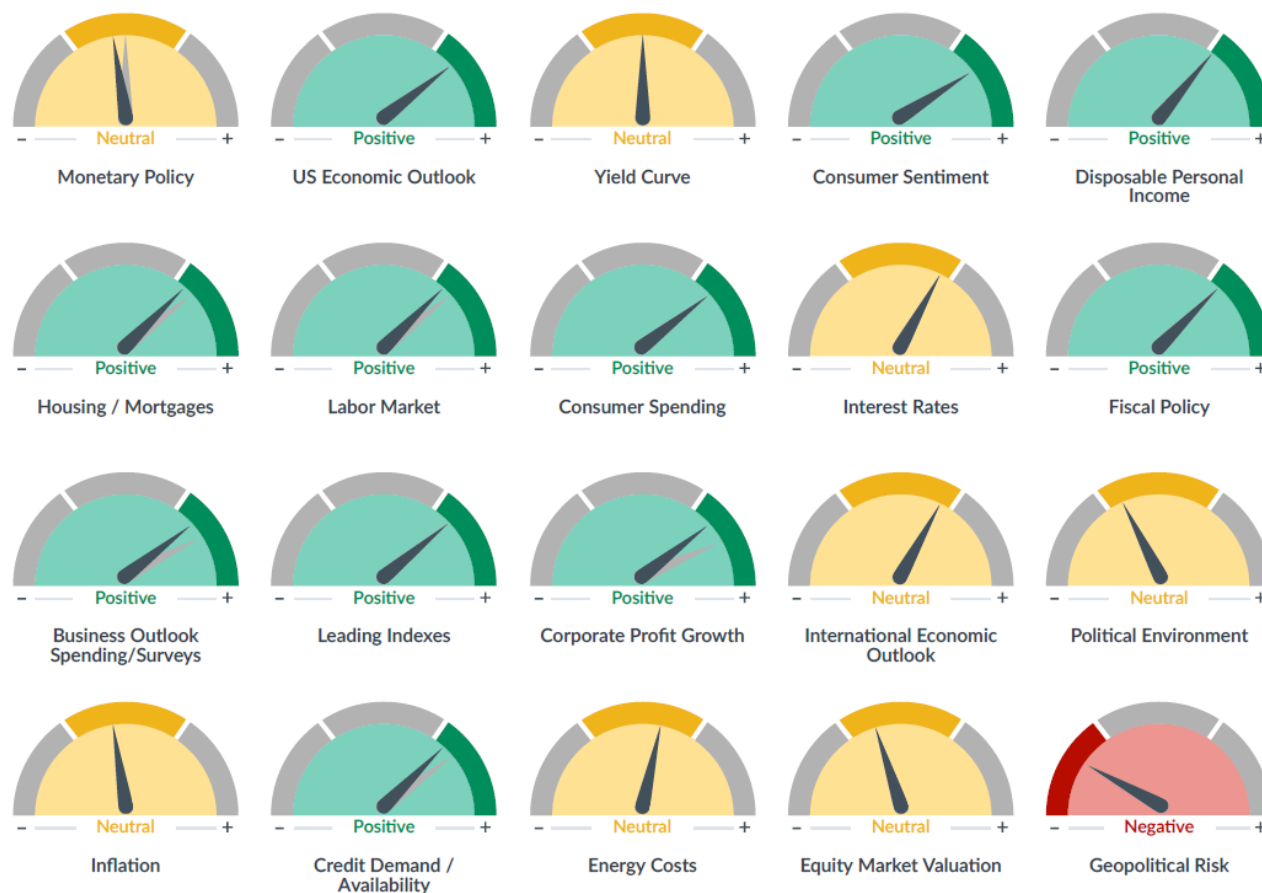 - Neutral +
Monetary Policy
- Positive +
US Economic Outlook
- Neutral +
Yield Curve
- Positive +
Consumer Sentiment
- Positive +
Disposable Personal
Income
- Positive +
Housing / Mortgages
- Positive +
Labor Market
- Positive +
Consumer Spending
- Neutral +
Interest Rates
- Positive +
Fiscal Policy
- Positive +
Business Outlook
Spending/Surveys
- Positive +
Leading Indexes
- Positive +
Corporate Profit Growth
- Neutral +
International Economic
Outlook
- Neutral +
Political Environment
- Neutral +
Inflation
- Positive +
Credit Demand /
Availability
- Neutral +
Energy Costs
- Neutral +
Equity Market Valuation
- Negative +
Geopolitical Risk